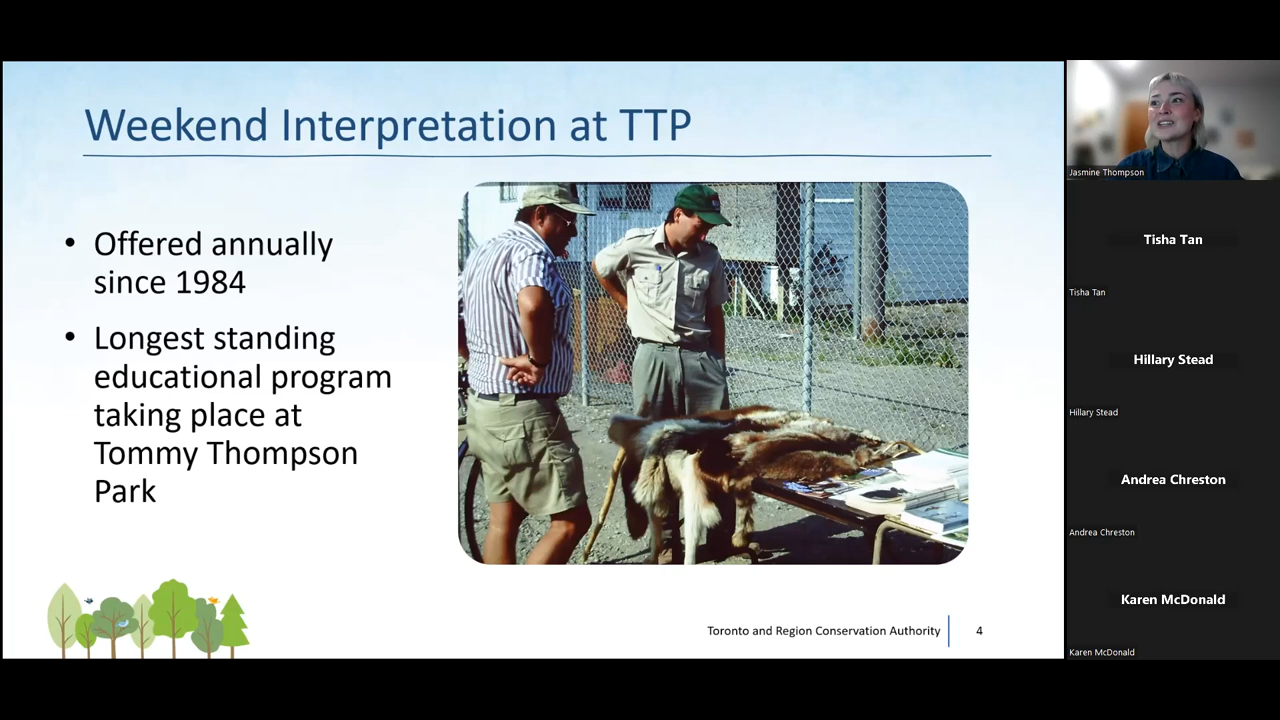 Weekend Interpretation at TTP
• Offered annually
since 1984
• Longest standing
educational program
taking place at
Tommy Thompson
Park
Toronto and Region Conservation Authority
4
Jasmine Thompson
Tisha Tan
Tisha Tan
Hillary Stead
Hillary Stead
Andrea Chreston
Andrea Chreston
Karen McDonald
Karen McDonald